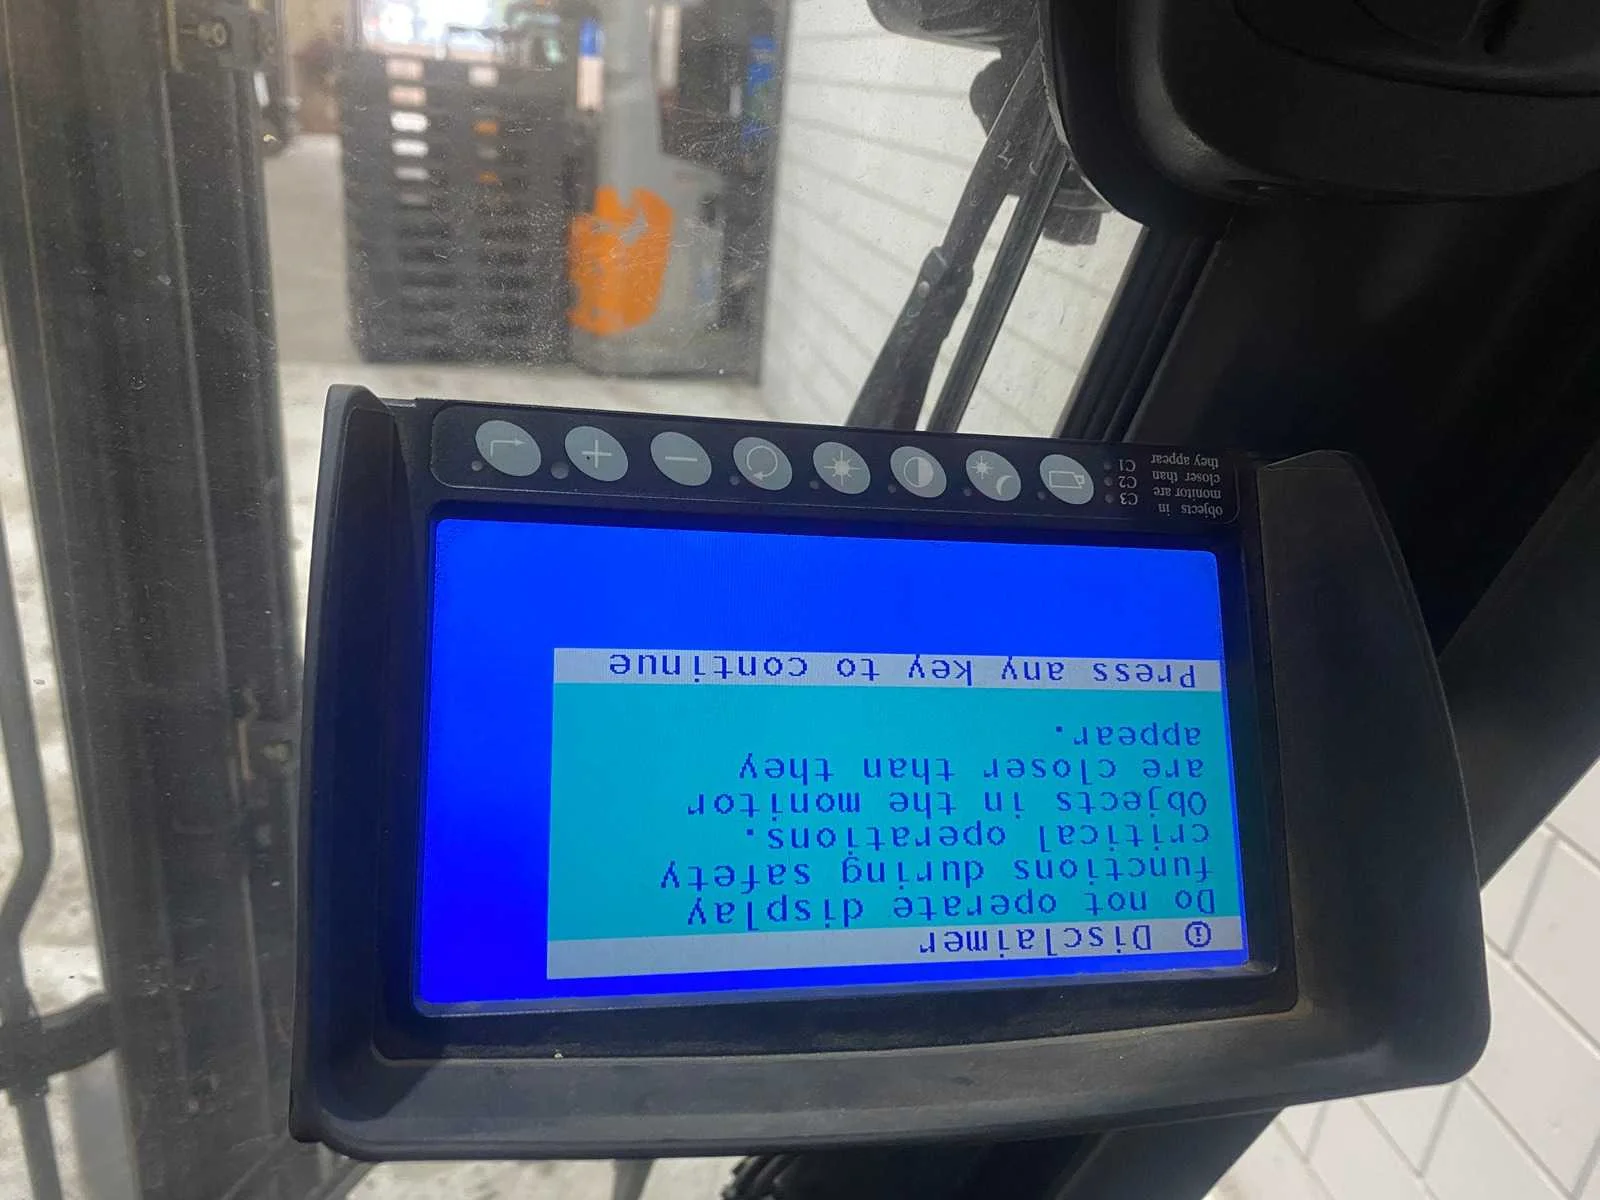 Disclaimer
Do not operate display
functions during safety
critical operations.
Objects in the monitor
are closer than they
appear.
Press any key to continue
objects in
monitor are
closer than
they appear
C3
C2
C1